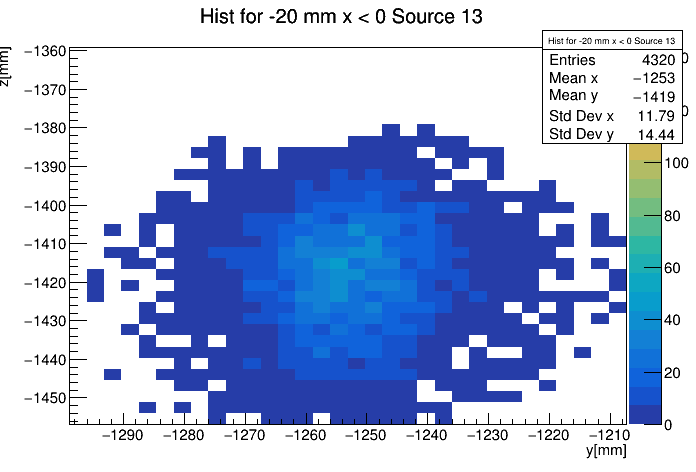 Hist for -20 mm x < 0 Source 13
Hist for -20 mm x < 0 Source 13
Entries 4320
Mean x −1253
Mean y −1419
Std Dev x 11.79
Std Dev y 14.44
z[mm]
−1360
−1370
−1380
−1390
−1400
−1410
−1420
−1430
−1440
−1450
100
80
60
40
20
0
−1290 −1280 −1270 −1260 −1250 −1240 −1230 −1220 −1210
y[mm]